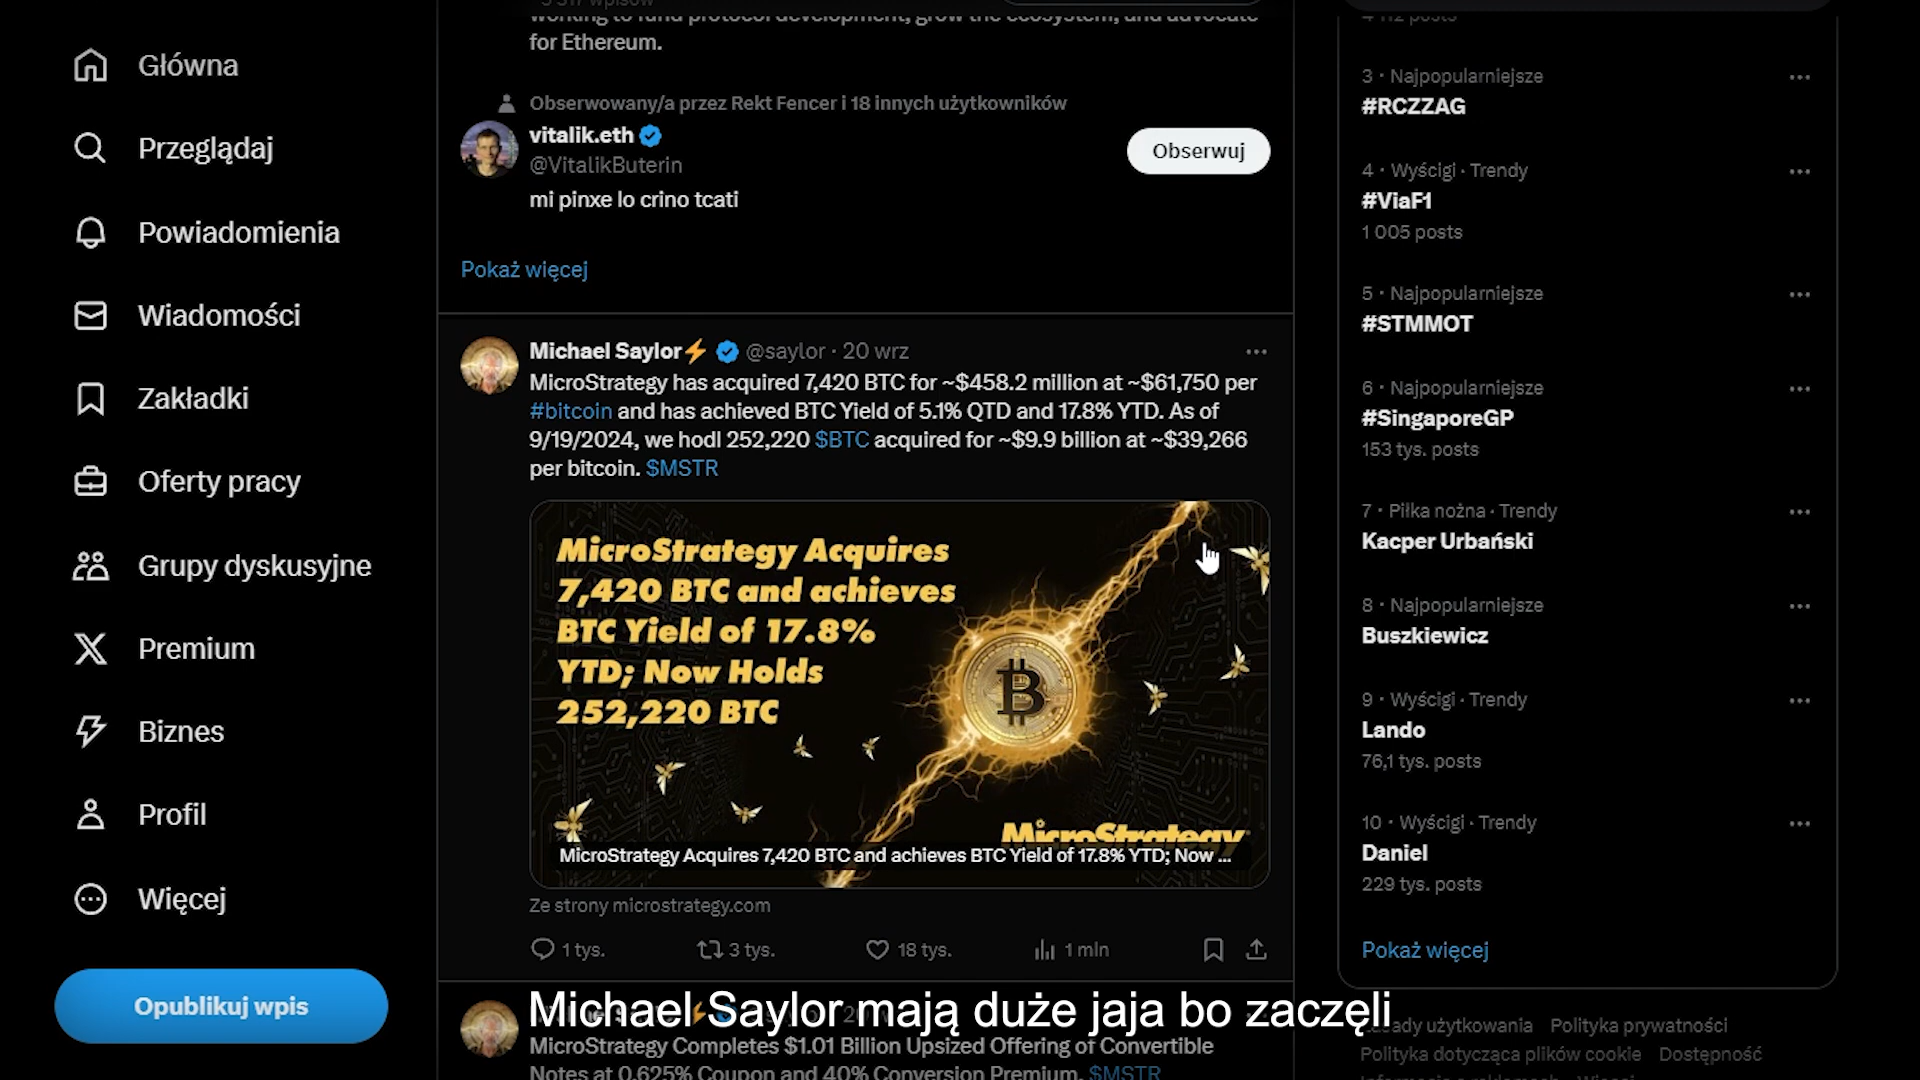 Główna
Przeglądaj
Powiadomienia
Wiadomości
Zakładki
Oferty pracy
Grupy dyskusyjne
Premium
Biznes
Profil
Więcej
Opublikuj wpis
working to fund protocol development, grow the ecosystem, and advocate
for Ethereum.
Obserwowany/a przez Rekt Fencer i 18 innych użytkowników
vitalik.eth
@VitalikButerin
Obserwuj
mi pinxe lo crino tcati
Pokaż więcej
Michael Saylor⚡ @saylor · 20 wrz
MicroStrategy has acquired 7,420 BTC for ~$458.2 million at ~$61,750 per
#bitcoin and has achieved BTC Yield of 5.1% QTD and 17.8% YTD. As of
9/19/2024, we hodl 252,220 $BTC acquired for ~$9.9 billion at ~$39,266
per bitcoin. $MSTR
MicroStrategy Acquires
7,420 BTC and achieves
BTC Yield of 17.8%
YTD; Now Holds
252,220 BTC
MicroStrategy
MicroStrategy Acquires 7,420 BTC and achieves BTC Yield of 17.8% YTD; Now ...
Ze strony microstrategy.com
1 tys. 3 tys. 18 tys. 1 mln
Michael Saylor mają duże jaja bo zaczęli
MicroStrategy Completes $1.01 Billion Upsized Offering of Convertible
Notes at 0.625% Coupon and 40% Conversion Premium. $MSTR
3 · Najpopularniejsze
#RCZZAG
4 · Wyścigi · Trendy
#ViaF1
1 005 posts
5 · Najpopularniejsze
#STMMOT
6 · Najpopularniejsze
#SingaporeGP
153 tys. posts
7 · Piłka nożna · Trendy
Kacper Urbański
8 · Najpopularniejsze
Buszkiewicz
9 · Wyścigi · Trendy
Lando
76,1 tys. posts
10 · Wyścigi · Trendy
Daniel
229 tys. posts
Pokaż więcej
użytkowania Polityka prywatności
Polityka dotycząca plików cookie Dostępność